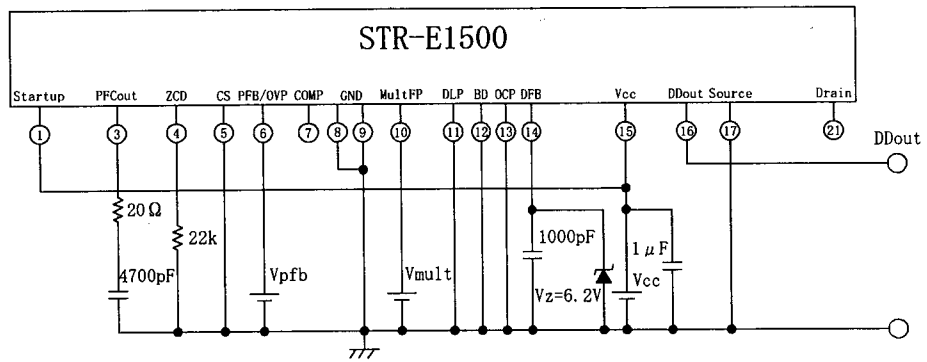 STR-E1500
Startup PFCout ZCD CS PFB/OVP COMP GND MultFP DLP BD OCP DFB Vcc DDout Source Drain
1 3 4 5 6 7 8 9 10 11 12 13 14 15 16 17 21
DDout
20Ω
22k
1000pF
1μF
4700pF
Vpfb
Vmult
Vz=6.2V
Vcc